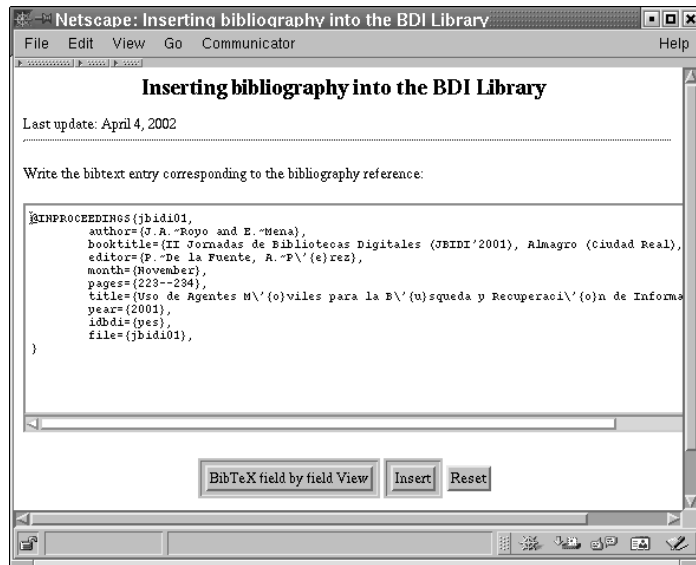 Netscape: Inserting bibliography into the BDI Library
File Edit View Go Communicator Help
Inserting bibliography into the BDI Library
Last update: April 4, 2002
Write the bibtext entry corresponding to the bibliography reference:
@INPROCEEDINGS{jbidi01,
author={J.A.~Royo and E.~Mena},
booktitle={II Jornadas de Bibliotecas Digitales (JBIDI'2001), Almagro (Ciudad Real),
editor={P.~De la Fuente, A.~P\'{e}rez},
month={November},
pages={223--234},
title={Uso de Agentes M\'{o}viles para la B\'{u}squeda y Recuperaci\'{o}n de Informa
year={2001},
idbdi={yes},
file={jbidi01},
}
BibTeX field by field View Insert Reset